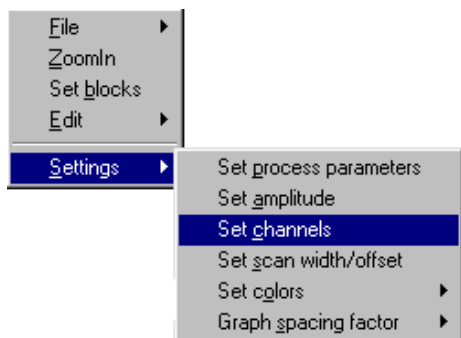 File
ZoomIn
Set blocks
Edit
Settings
Set process parameters
Set amplitude
Set channels
Set scan width/offset
Set colors
Graph spacing factor